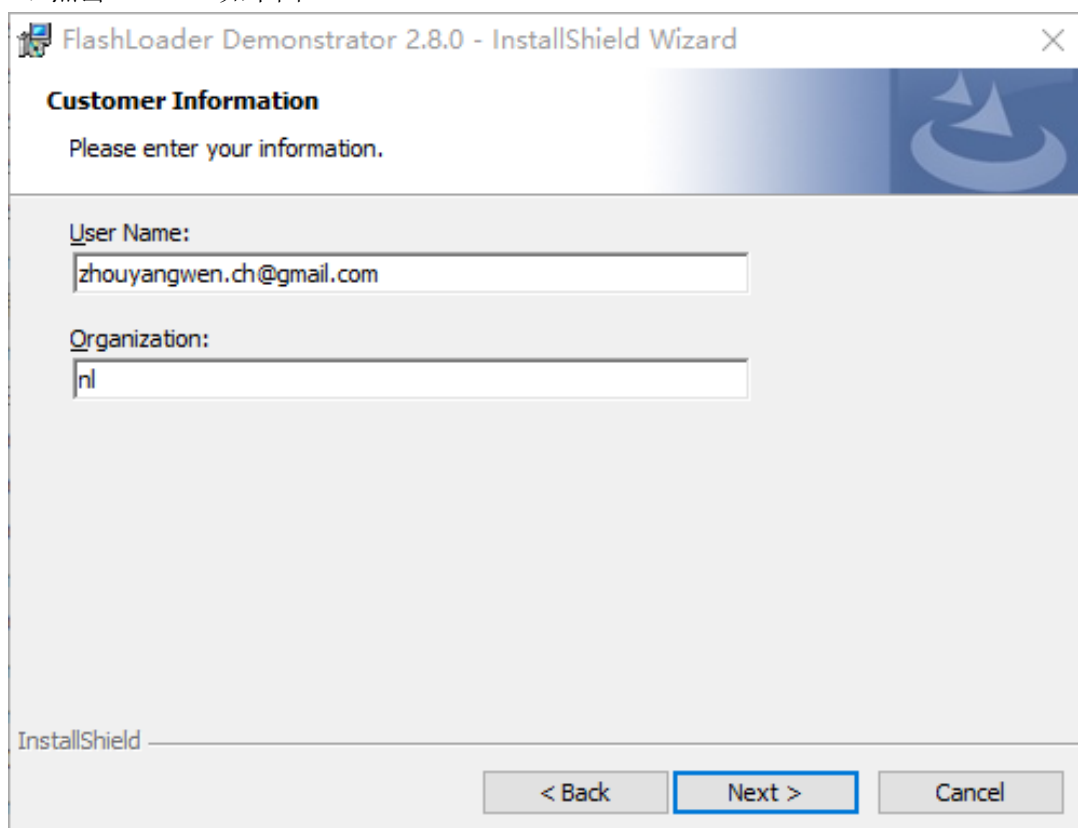 FlashLoader Demonstrator 2.8.0 - InstallShield Wizard
Customer Information
Please enter your information.
User Name:
zhouyangwen.ch@gmail.com
Organization:
nl
InstallShield
< Back
Next >
Cancel